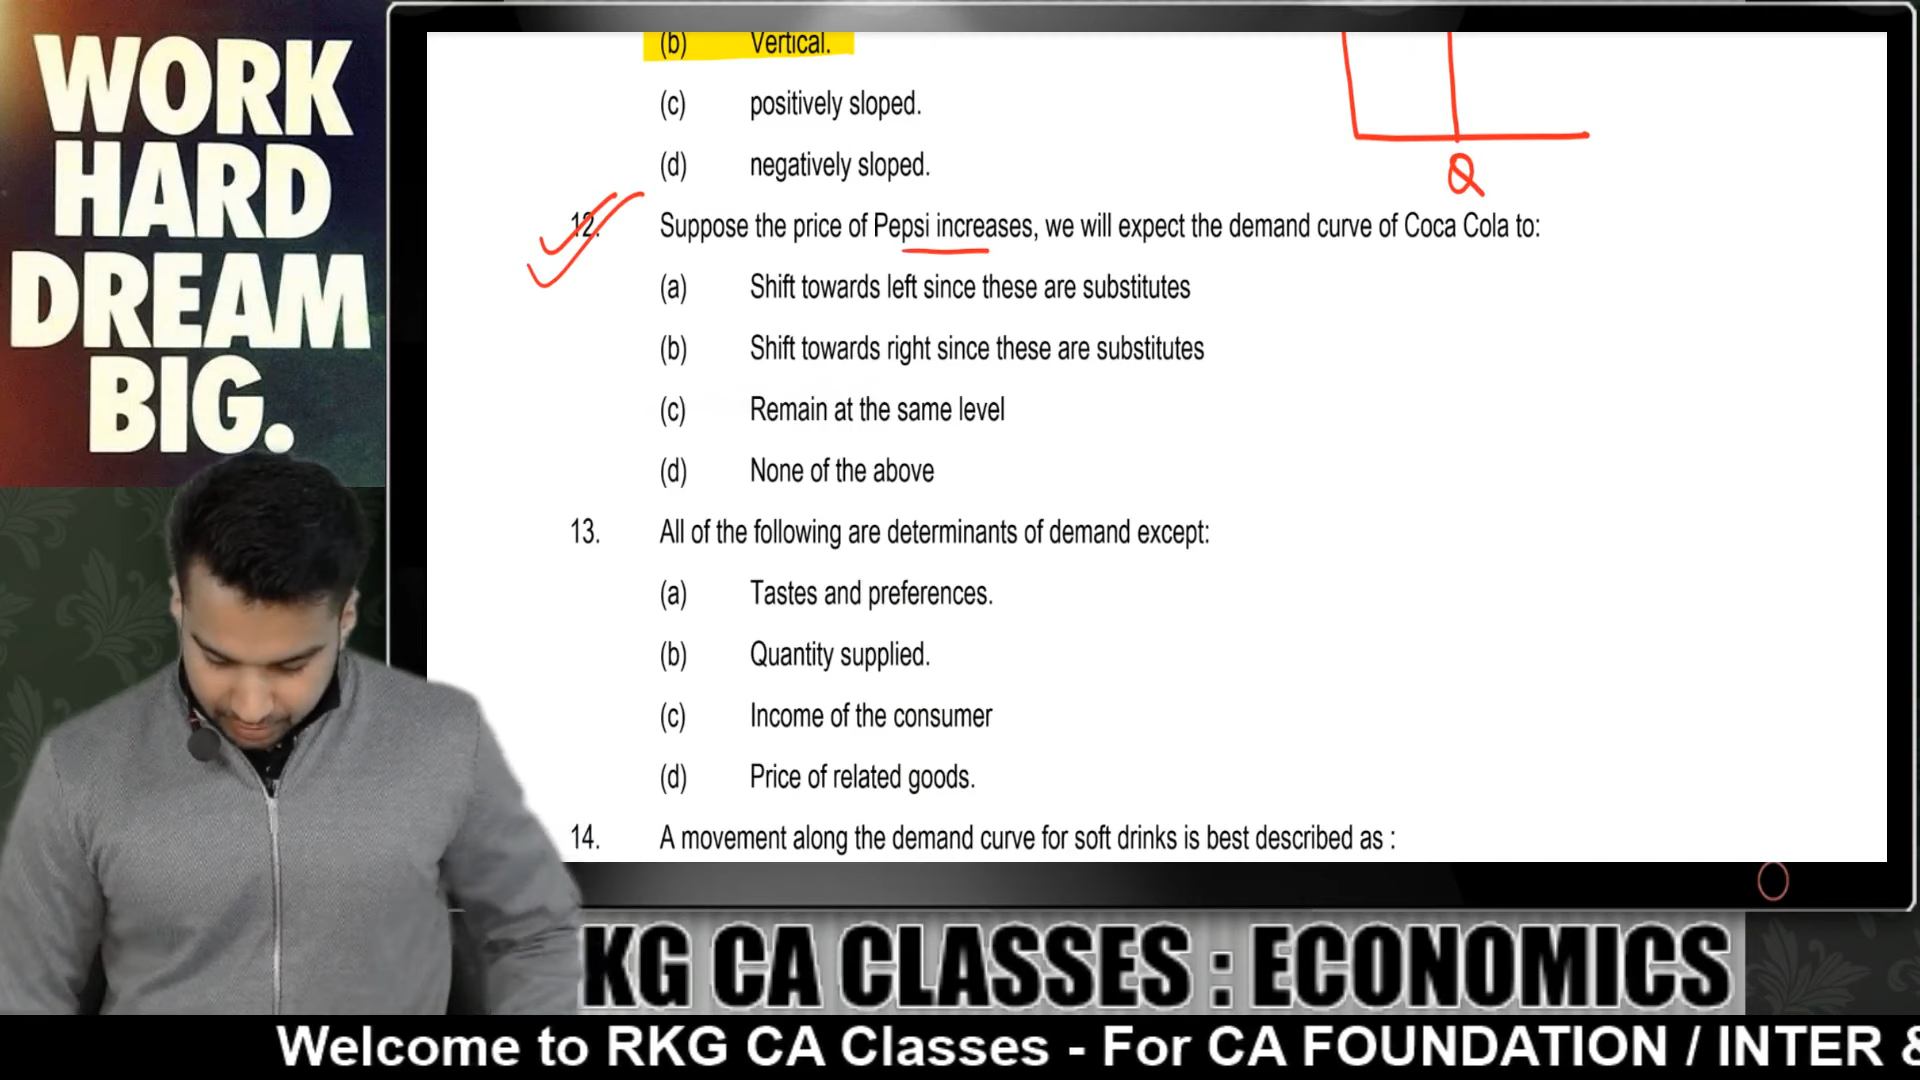 WORK
HARD
DREAM
BIG.
(b) Vertical.
(c) positively sloped.
(d) negatively sloped.
Q
12. Suppose the price of Pepsi increases, we will expect the demand curve of Coca Cola to:
(a) Shift towards left since these are substitutes
(b) Shift towards right since these are substitutes
(c) Remain at the same level
(d) None of the above
13. All of the following are determinants of demand except:
(a) Tastes and preferences.
(b) Quantity supplied.
(c) Income of the consumer
(d) Price of related goods.
14. A movement along the demand curve for soft drinks is best described as :
KG CA CLASSES : ECONOMICS
Welcome to RKG CA Classes - For CA FOUNDATION / INTER &